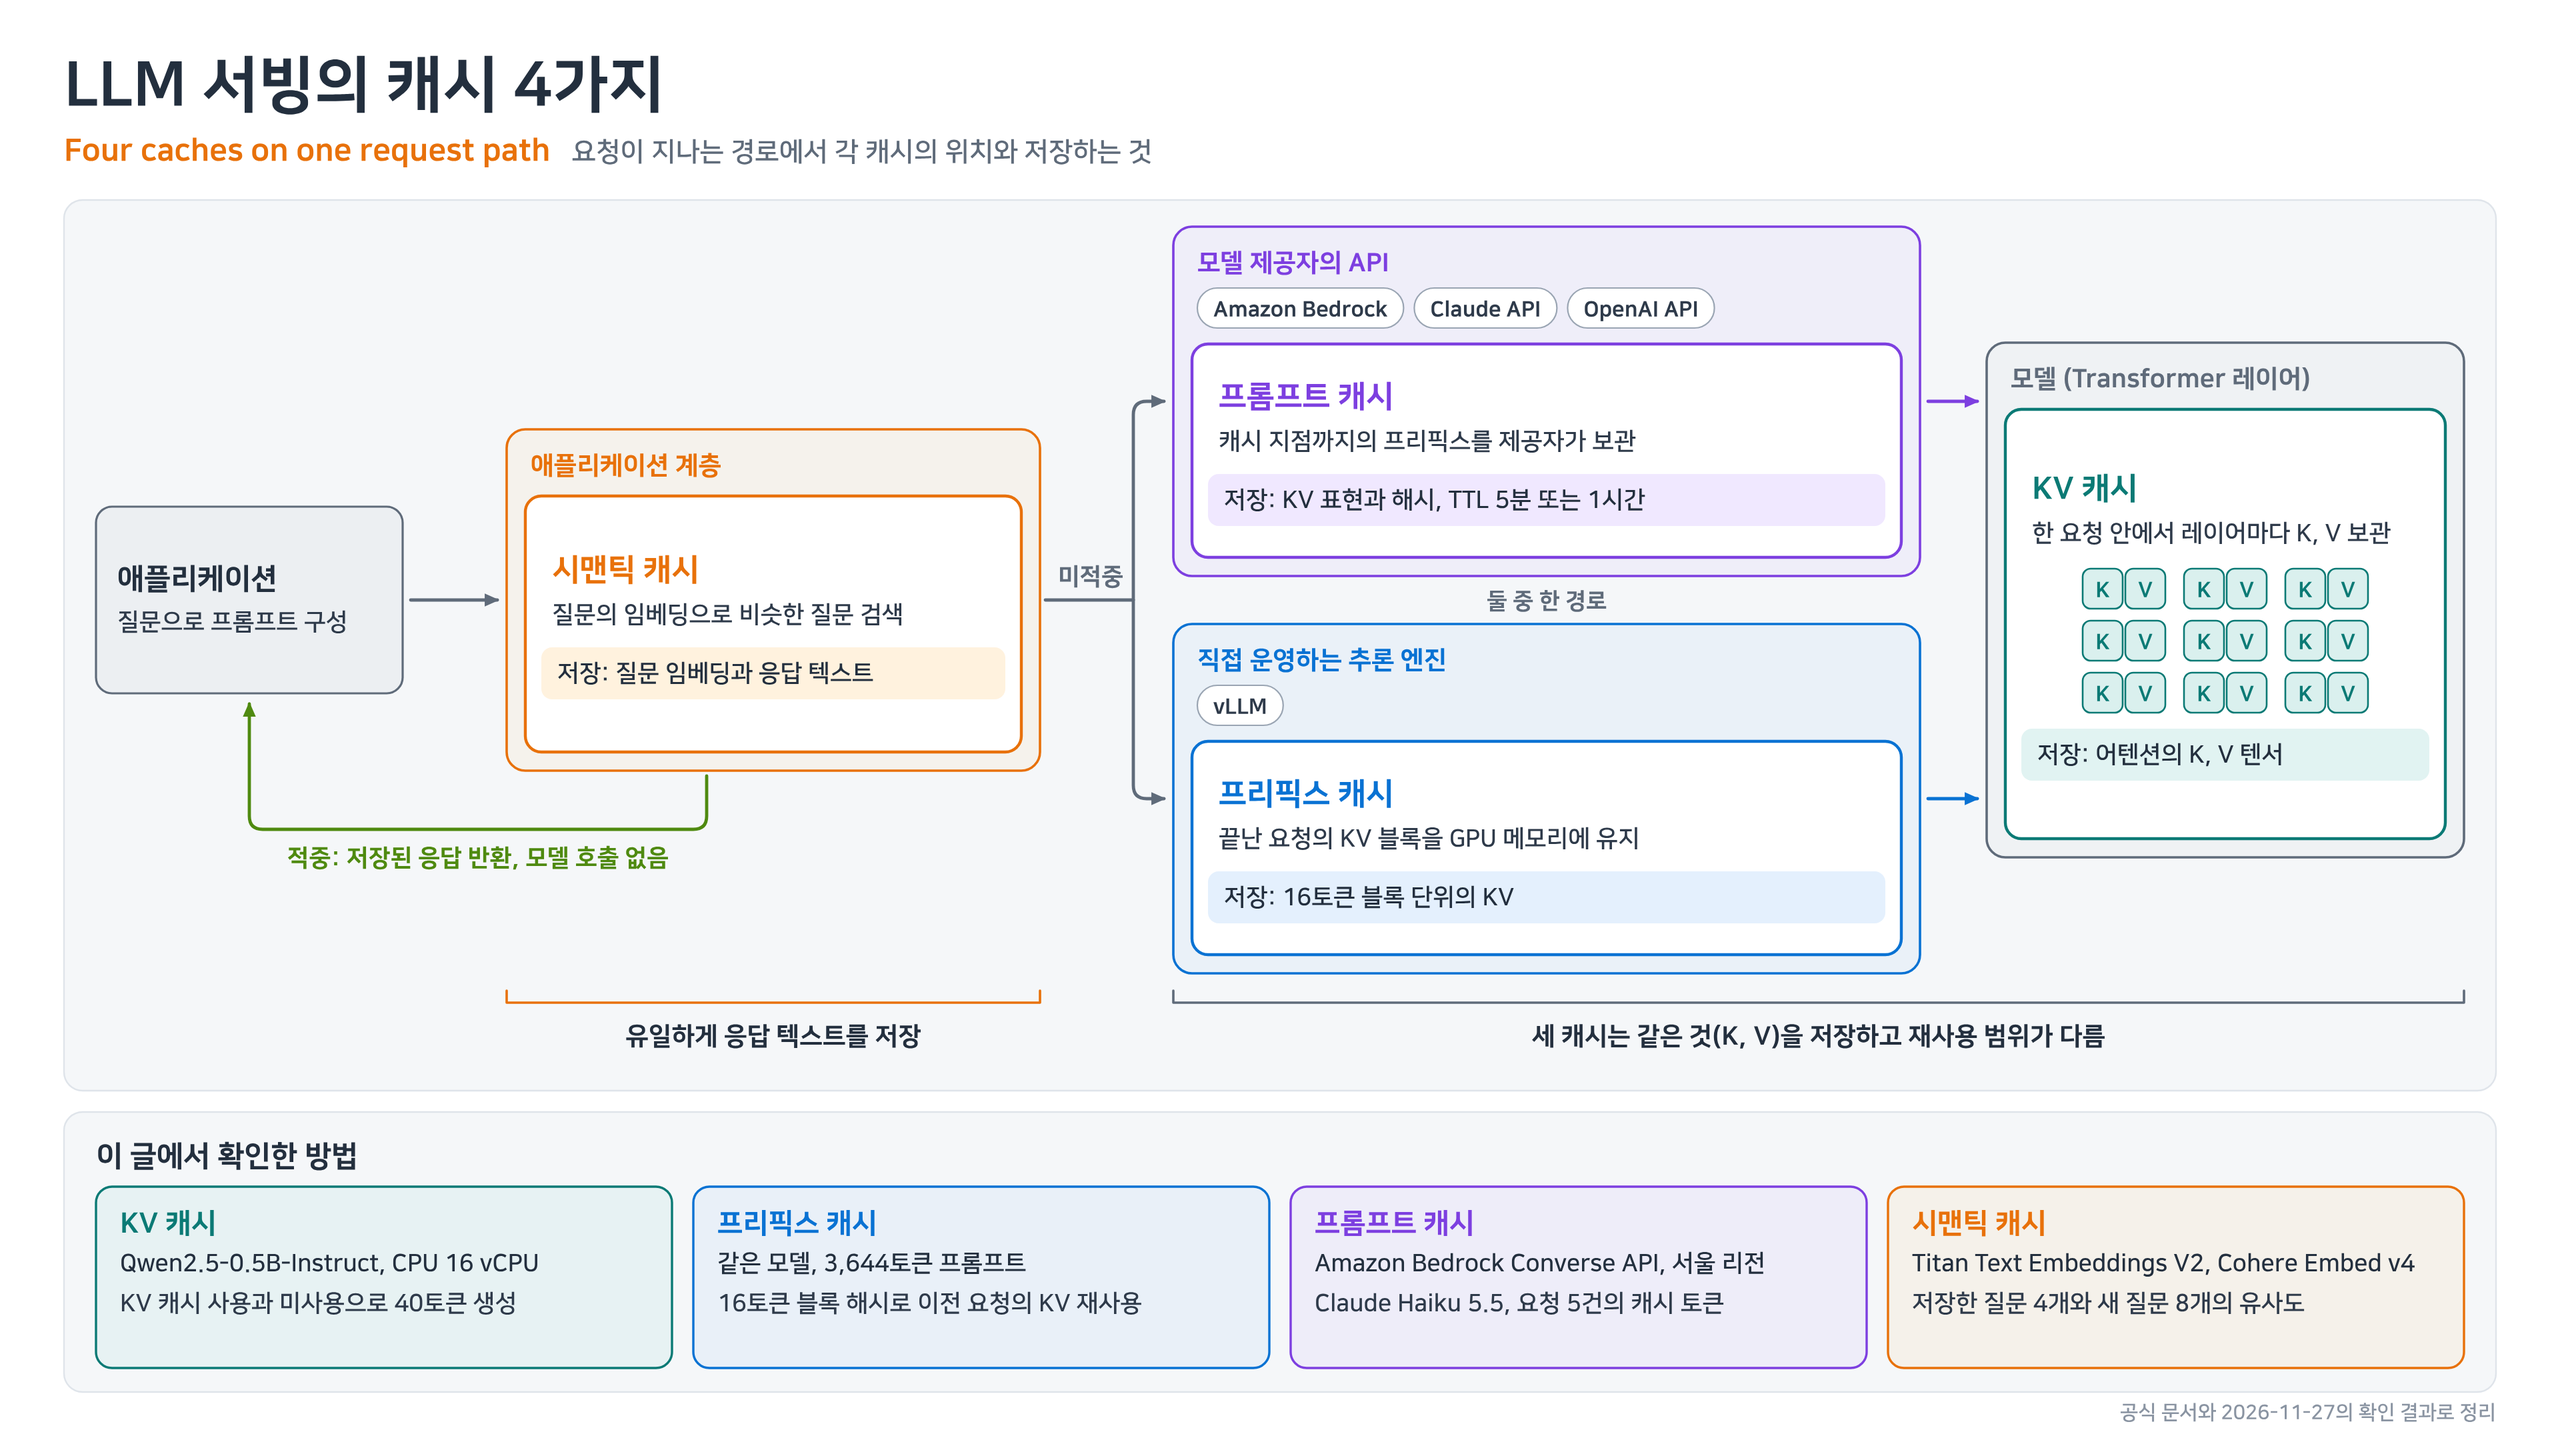 LLM 서빙의 캐시 4가지
Four caches on one request path 요청이 지나는 경로에서 각 캐시의 위치와 저장하는 것
애플리케이션
질문으로 프롬프트 구성
애플리케이션 계층
시맨틱 캐시
질문의 임베딩으로 비슷한 질문 검색
저장: 질문 임베딩과 응답 텍스트
적중: 저장된 응답 반환, 모델 호출 없음
미적중
모델 제공자의 API
Amazon Bedrock Claude API OpenAI API
프롬프트 캐시
캐시 지점까지의 프리픽스를 제공자가 보관
저장: KV 표현과 해시, TTL 5분 또는 1시간
둘 중 한 경로
직접 운영하는 추론 엔진
vLLM
프리픽스 캐시
끝난 요청의 KV 블록을 GPU 메모리에 유지
저장: 16토큰 블록 단위의 KV
모델 (Transformer 레이어)
KV 캐시
한 요청 안에서 레이어마다 K, V 보관
K V K V K V
K V K V K V
K V K V K V
저장: 어텐션의 K, V 텐서
유일하게 응답 텍스트를 저장
세 캐시는 같은 것(K, V)을 저장하고 재사용 범위가 다름
이 글에서 확인한 방법
KV 캐시
Qwen2.5-0.5B-Instruct, CPU 16 vCPU
KV 캐시 사용과 미사용으로 40토큰 생성
프리픽스 캐시
같은 모델, 3,644토큰 프롬프트
16토큰 블록 해시로 이전 요청의 KV 재사용
프롬프트 캐시
Amazon Bedrock Converse API, 서울 리전
Claude Haiku 5.5, 요청 5건의 캐시 토큰
시맨틱 캐시
Titan Text Embeddings V2, Cohere Embed v4
저장한 질문 4개와 새 질문 8개의 유사도
공식 문서와 2026-11-27의 확인 결과로 정리